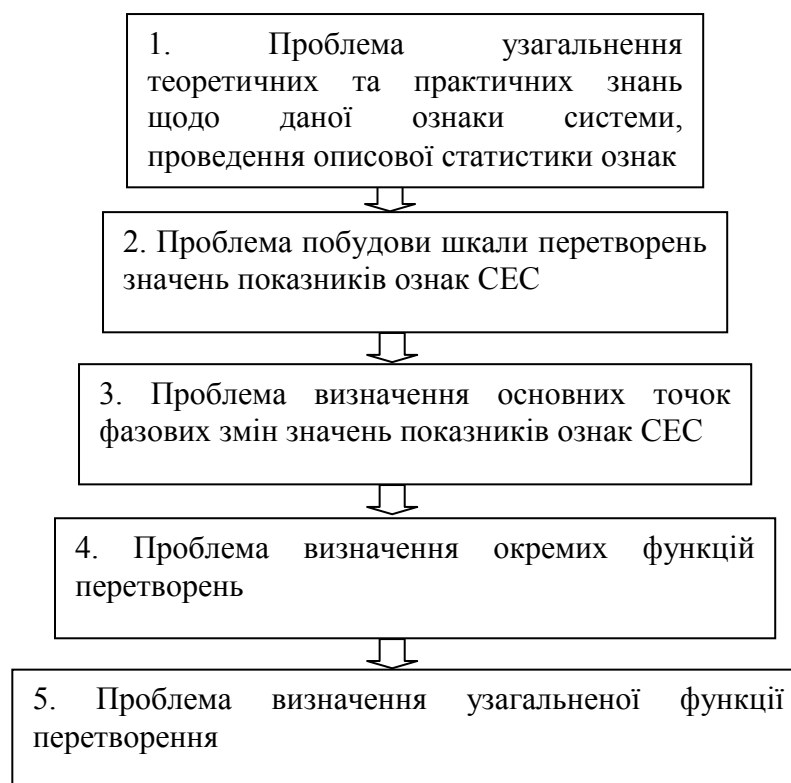 1. Проблема узагальнення
теоретичних та практичних знань
щодо даної ознаки системи,
проведення описової статистики ознак
2. Проблема побудови шкали перетворень
значень показників ознак СЕС
3. Проблема визначення основних точок
фазових змін значень показників ознак СЕС
4. Проблема визначення окремих функцій
перетворень
5. Проблема визначення узагальненої функції
перетворення